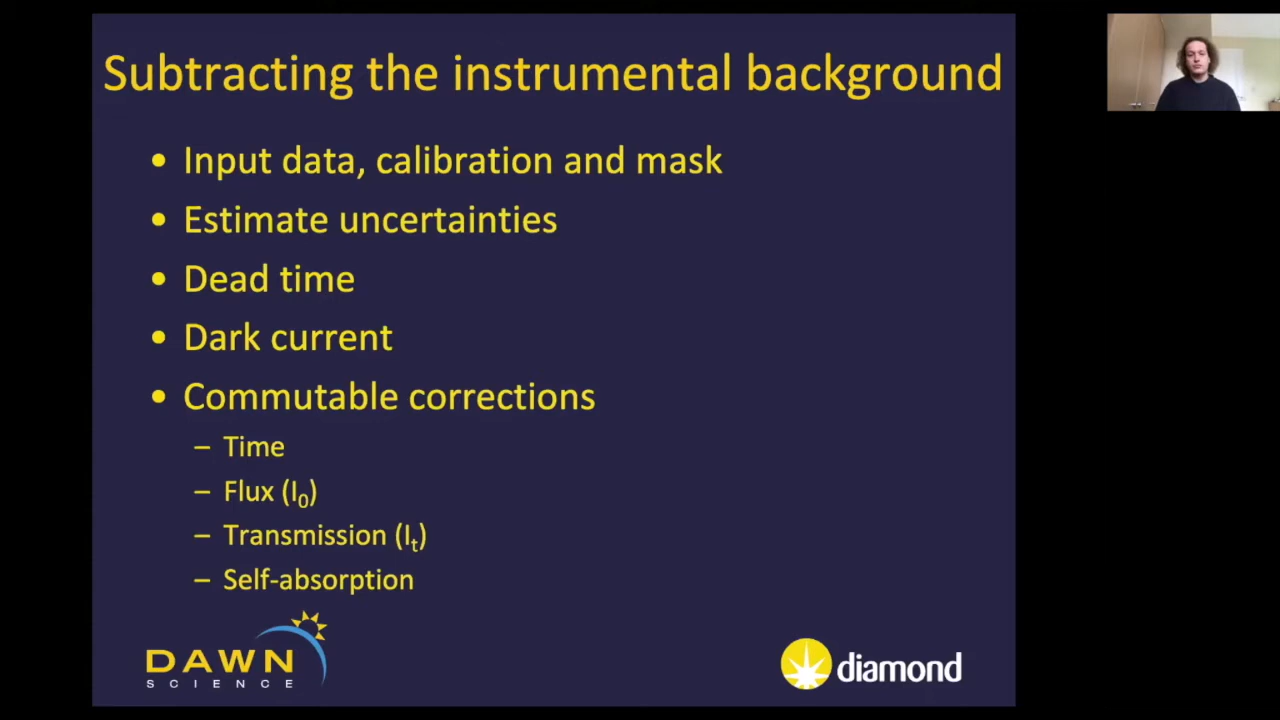 Subtracting the instrumental background
• Input data, calibration and mask
• Estimate uncertainties
• Dead time
• Dark current
• Commutable corrections
– Time
– Flux (I₀)
– Transmission (Iₜ)
– Self-absorption
DAWN
SCIENCE
diamond